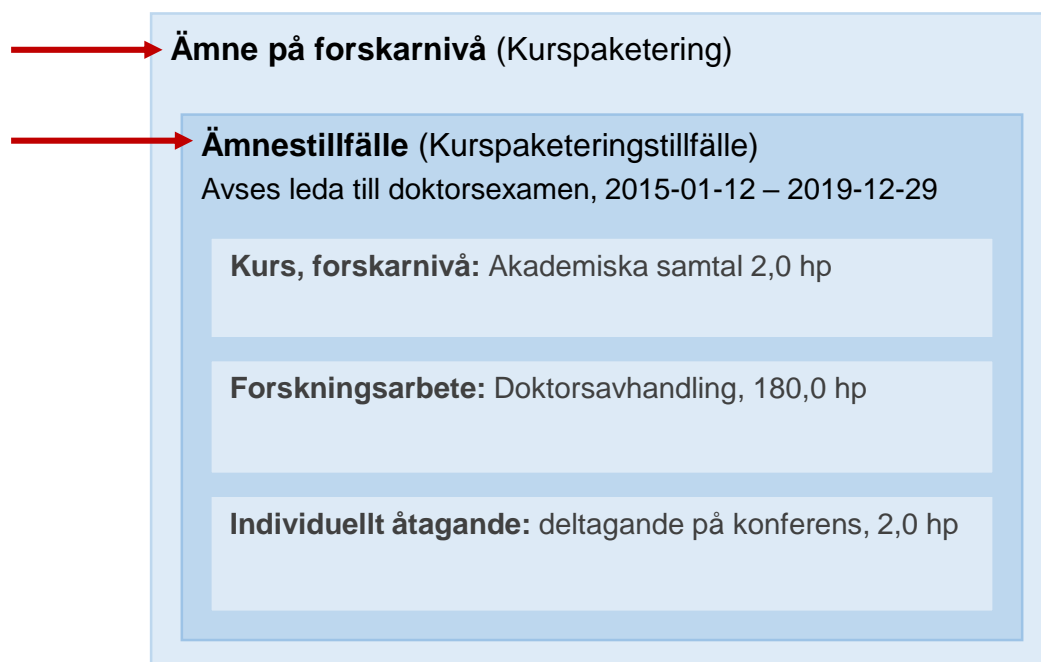 Ämne på forskarnivå (Kurspaketering)
Ämnestillfälle (Kurspaketeringstillfälle)
Avses leda till doktorsexamen, 2015-01-12 – 2019-12-29
Kurs, forskarnivå: Akademiska samtal 2,0 hp
Forskningsarbete: Doktorsavhandling, 180,0 hp
Individuellt åtagande: deltagande på konferens, 2,0 hp